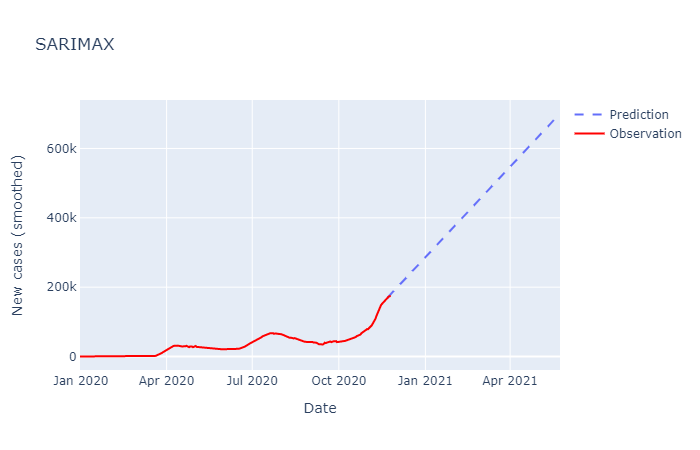 SARIMAX
Prediction
Observation
New cases (smoothed)
600k
400k
200k
0
Jan 2020
Apr 2020
Jul 2020
Oct 2020
Jan 2021
Apr 2021
Date